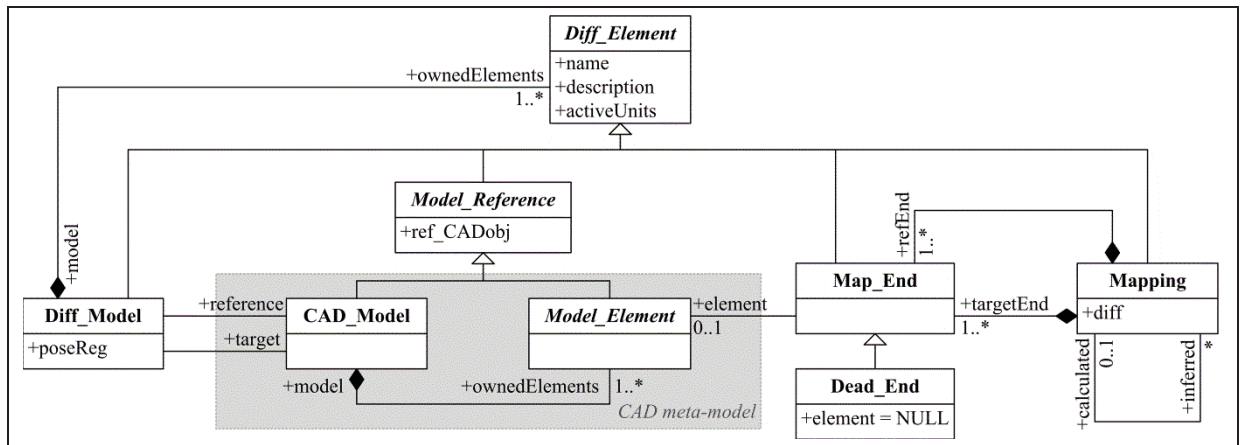 Diff_Element
+name
+description
+activeUnits
+ownedElements
1..*
Model_Reference
+ref_CADobj
+refEnd
1..*
+model
Diff_Model
+poseReg
+reference
+target
CAD_Model
Model_Element
+element
0..1
Map_End
+targetEnd
1..*
Mapping
+diff
+model
+ownedElements
1..*
CAD meta-model
Dead_End
+element = NULL
+calculated
0..1
+inferred
*